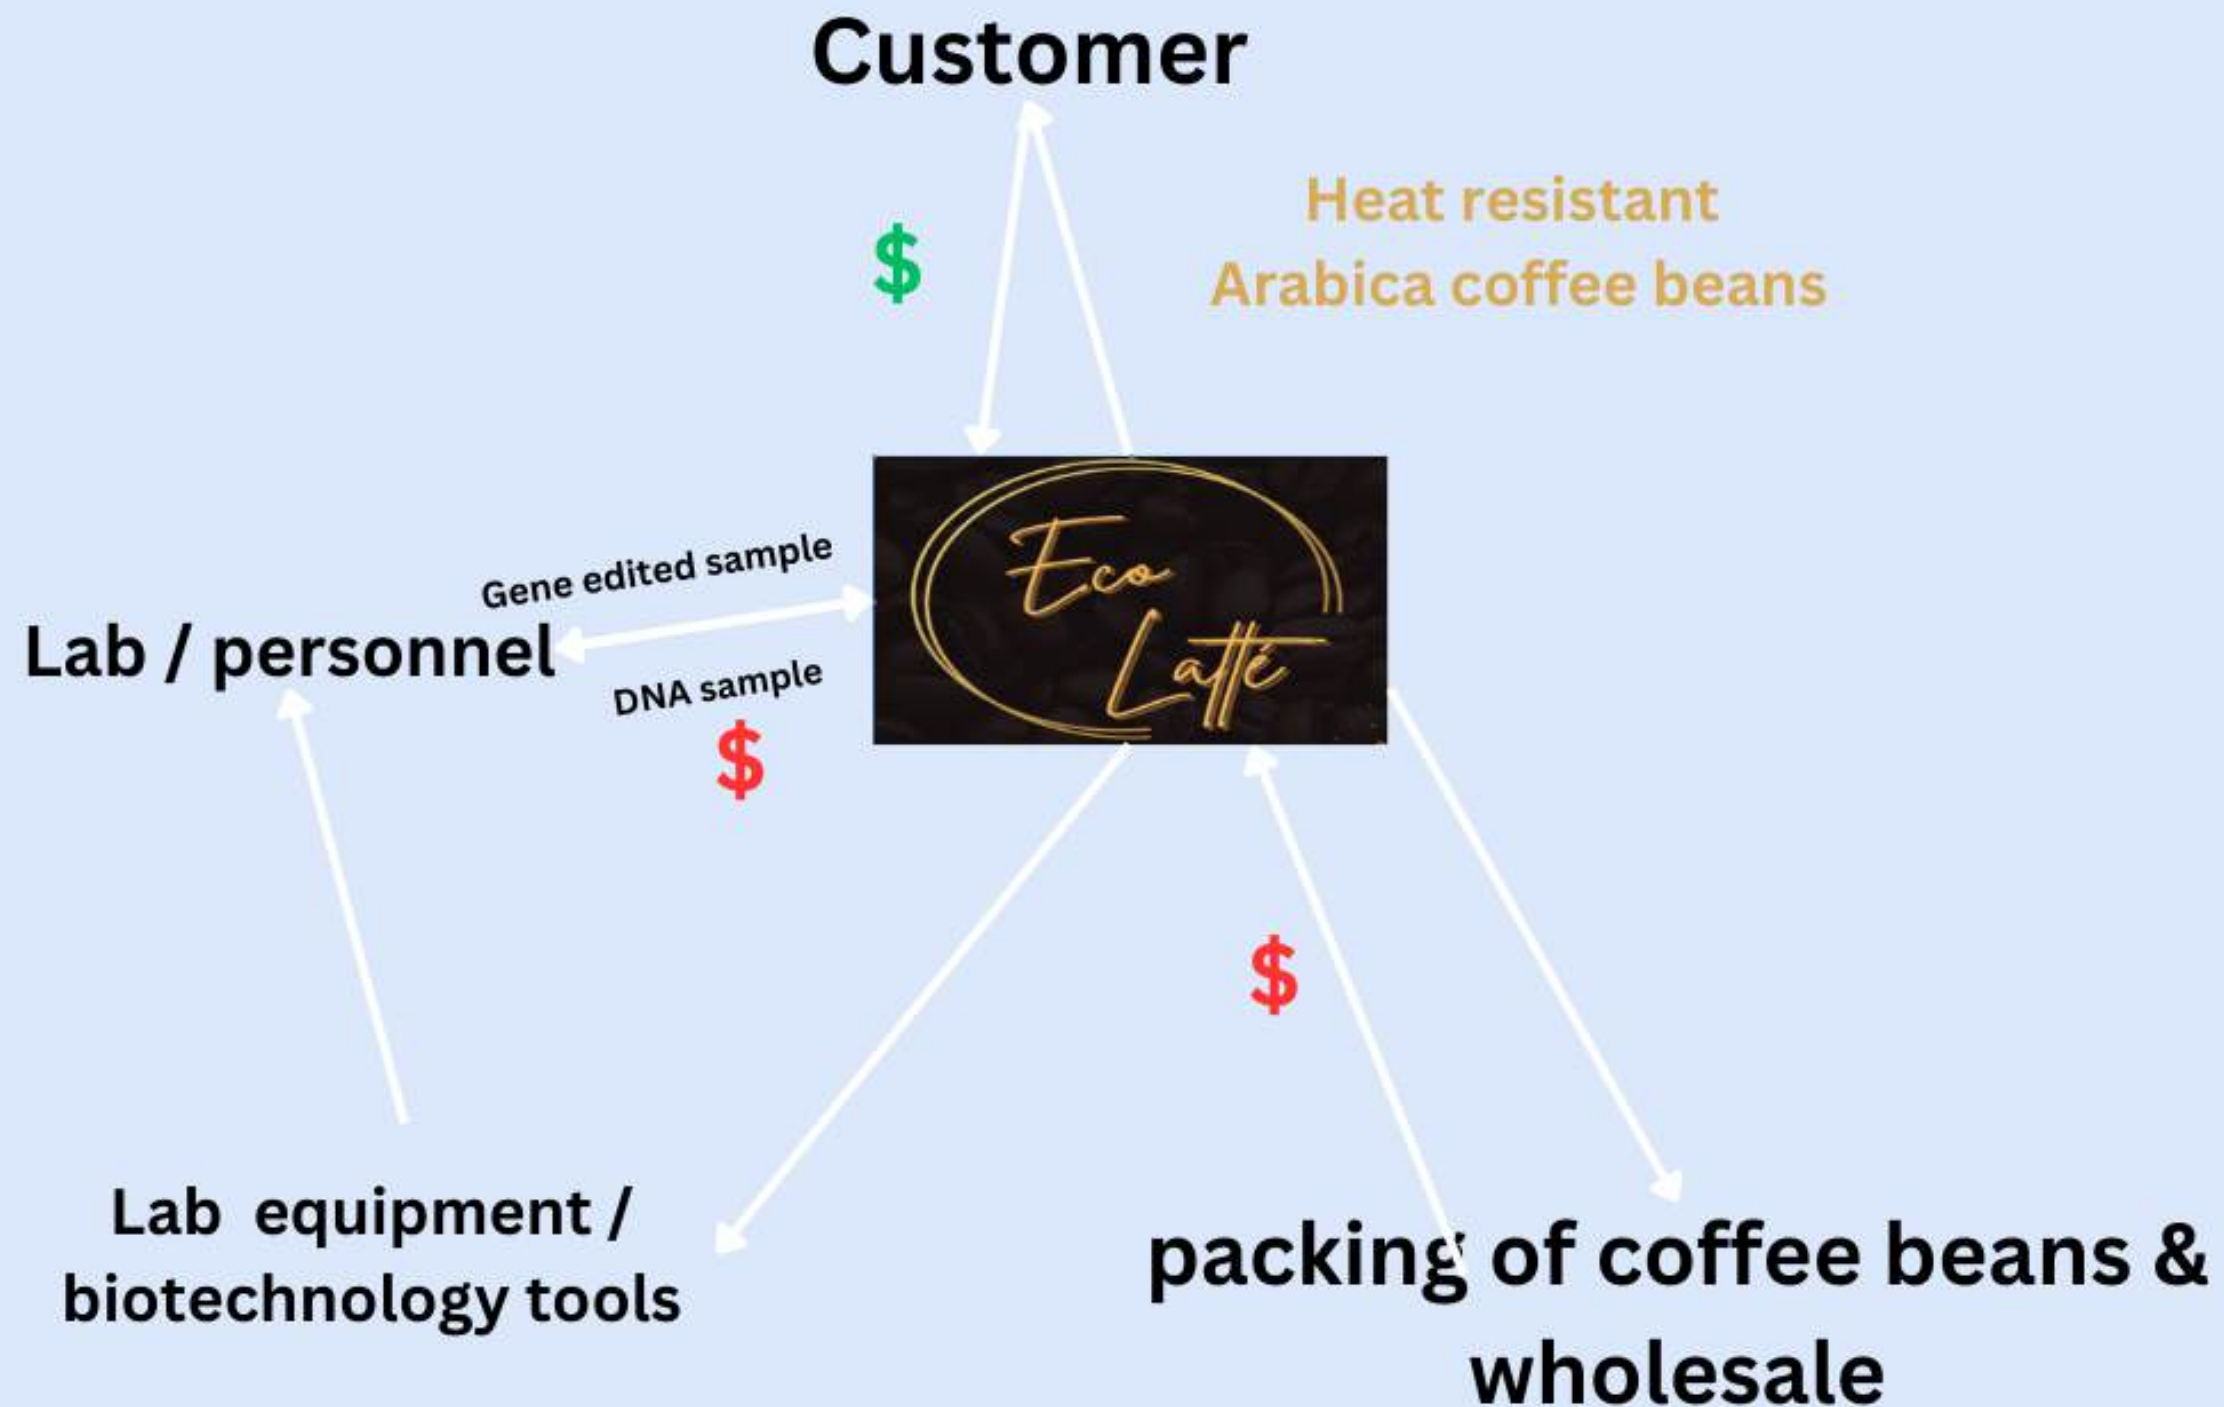 Customer
$
Heat resistant
Arabica coffee beans
Eco
Latté
Gene edited sample
Lab / personnel
DNA sample
$
$
Lab equipment /
biotechnology tools
packing of coffee beans &
wholesale